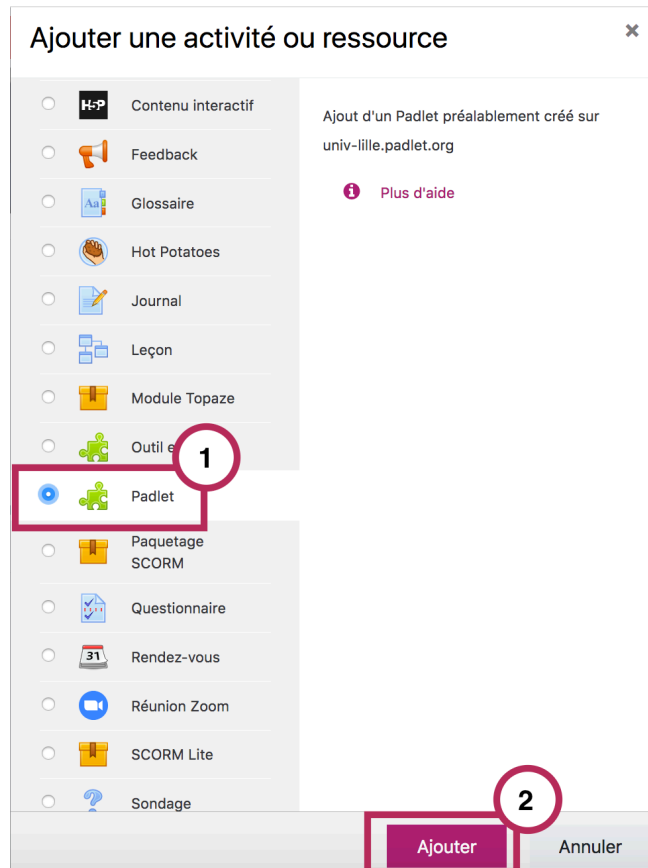 Ajouter une activité ou ressource
×
H-P
Contenu interactif
Feedback
Aa
Glossaire
Hot Potatoes
Journal
Leçon
Module Topaze
Outil
1
Padlet
Paquetage
SCORM
Questionnaire
31
Rendez-vous
Réunion Zoom
SCORM Lite
Sondage
Ajout d'un Padlet préalablement créé sur
univ-lille.padlet.org
Plus d'aide
2
Ajouter
Annuler